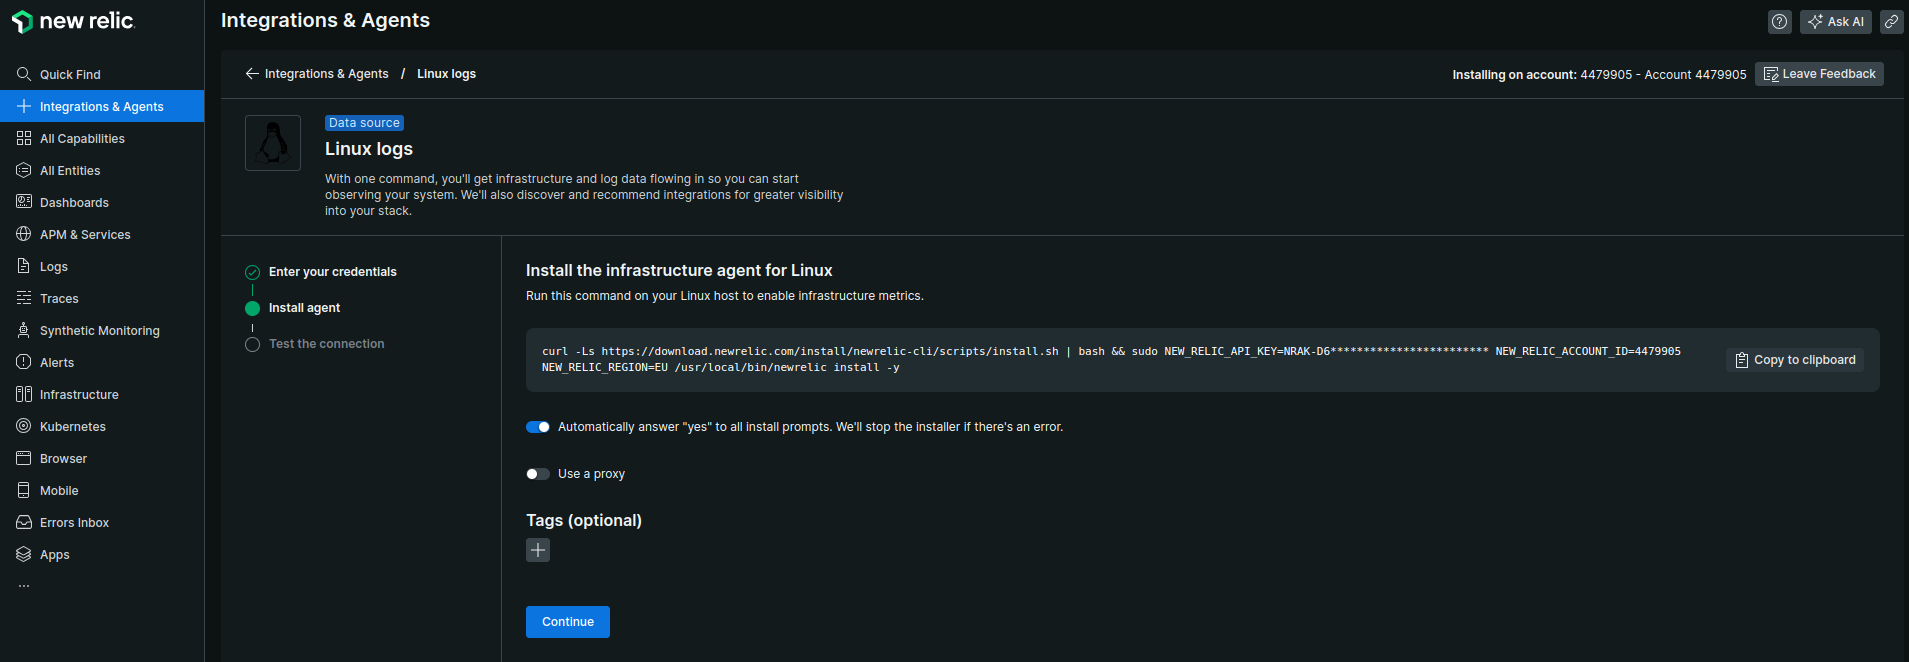 new relic
Quick Find
Integrations & Agents
All Capabilities
All Entities
Dashboards
APM & Services
Logs
Traces
Synthetic Monitoring
Alerts
Infrastructure
Kubernetes
Browser
Mobile
Errors Inbox
Apps
...
Integrations & Agents
Ask AI
Integrations & Agents / Linux logs
Installing on account: 4479905 - Account 4479905
Leave Feedback
Data source
Linux logs
With one command, you'll get infrastructure and log data flowing in so you can start
observing your system. We'll also discover and recommend integrations for greater visibility
into your stack.
Enter your credentials
Install agent
Test the connection
Install the infrastructure agent for Linux
Run this command on your Linux host to enable infrastructure metrics.
curl -Ls https://download.newrelic.com/install/newrelic-cli/scripts/install.sh | bash && sudo NEW_RELIC_API_KEY=NRAK-D6************************ NEW_RELIC_ACCOUNT_ID=4479905
NEW_RELIC_REGION=EU /usr/local/bin/newrelic install -y
Copy to clipboard
Automatically answer "yes" to all install prompts. We'll stop the installer if there's an error.
Use a proxy
Tags (optional)
Continue